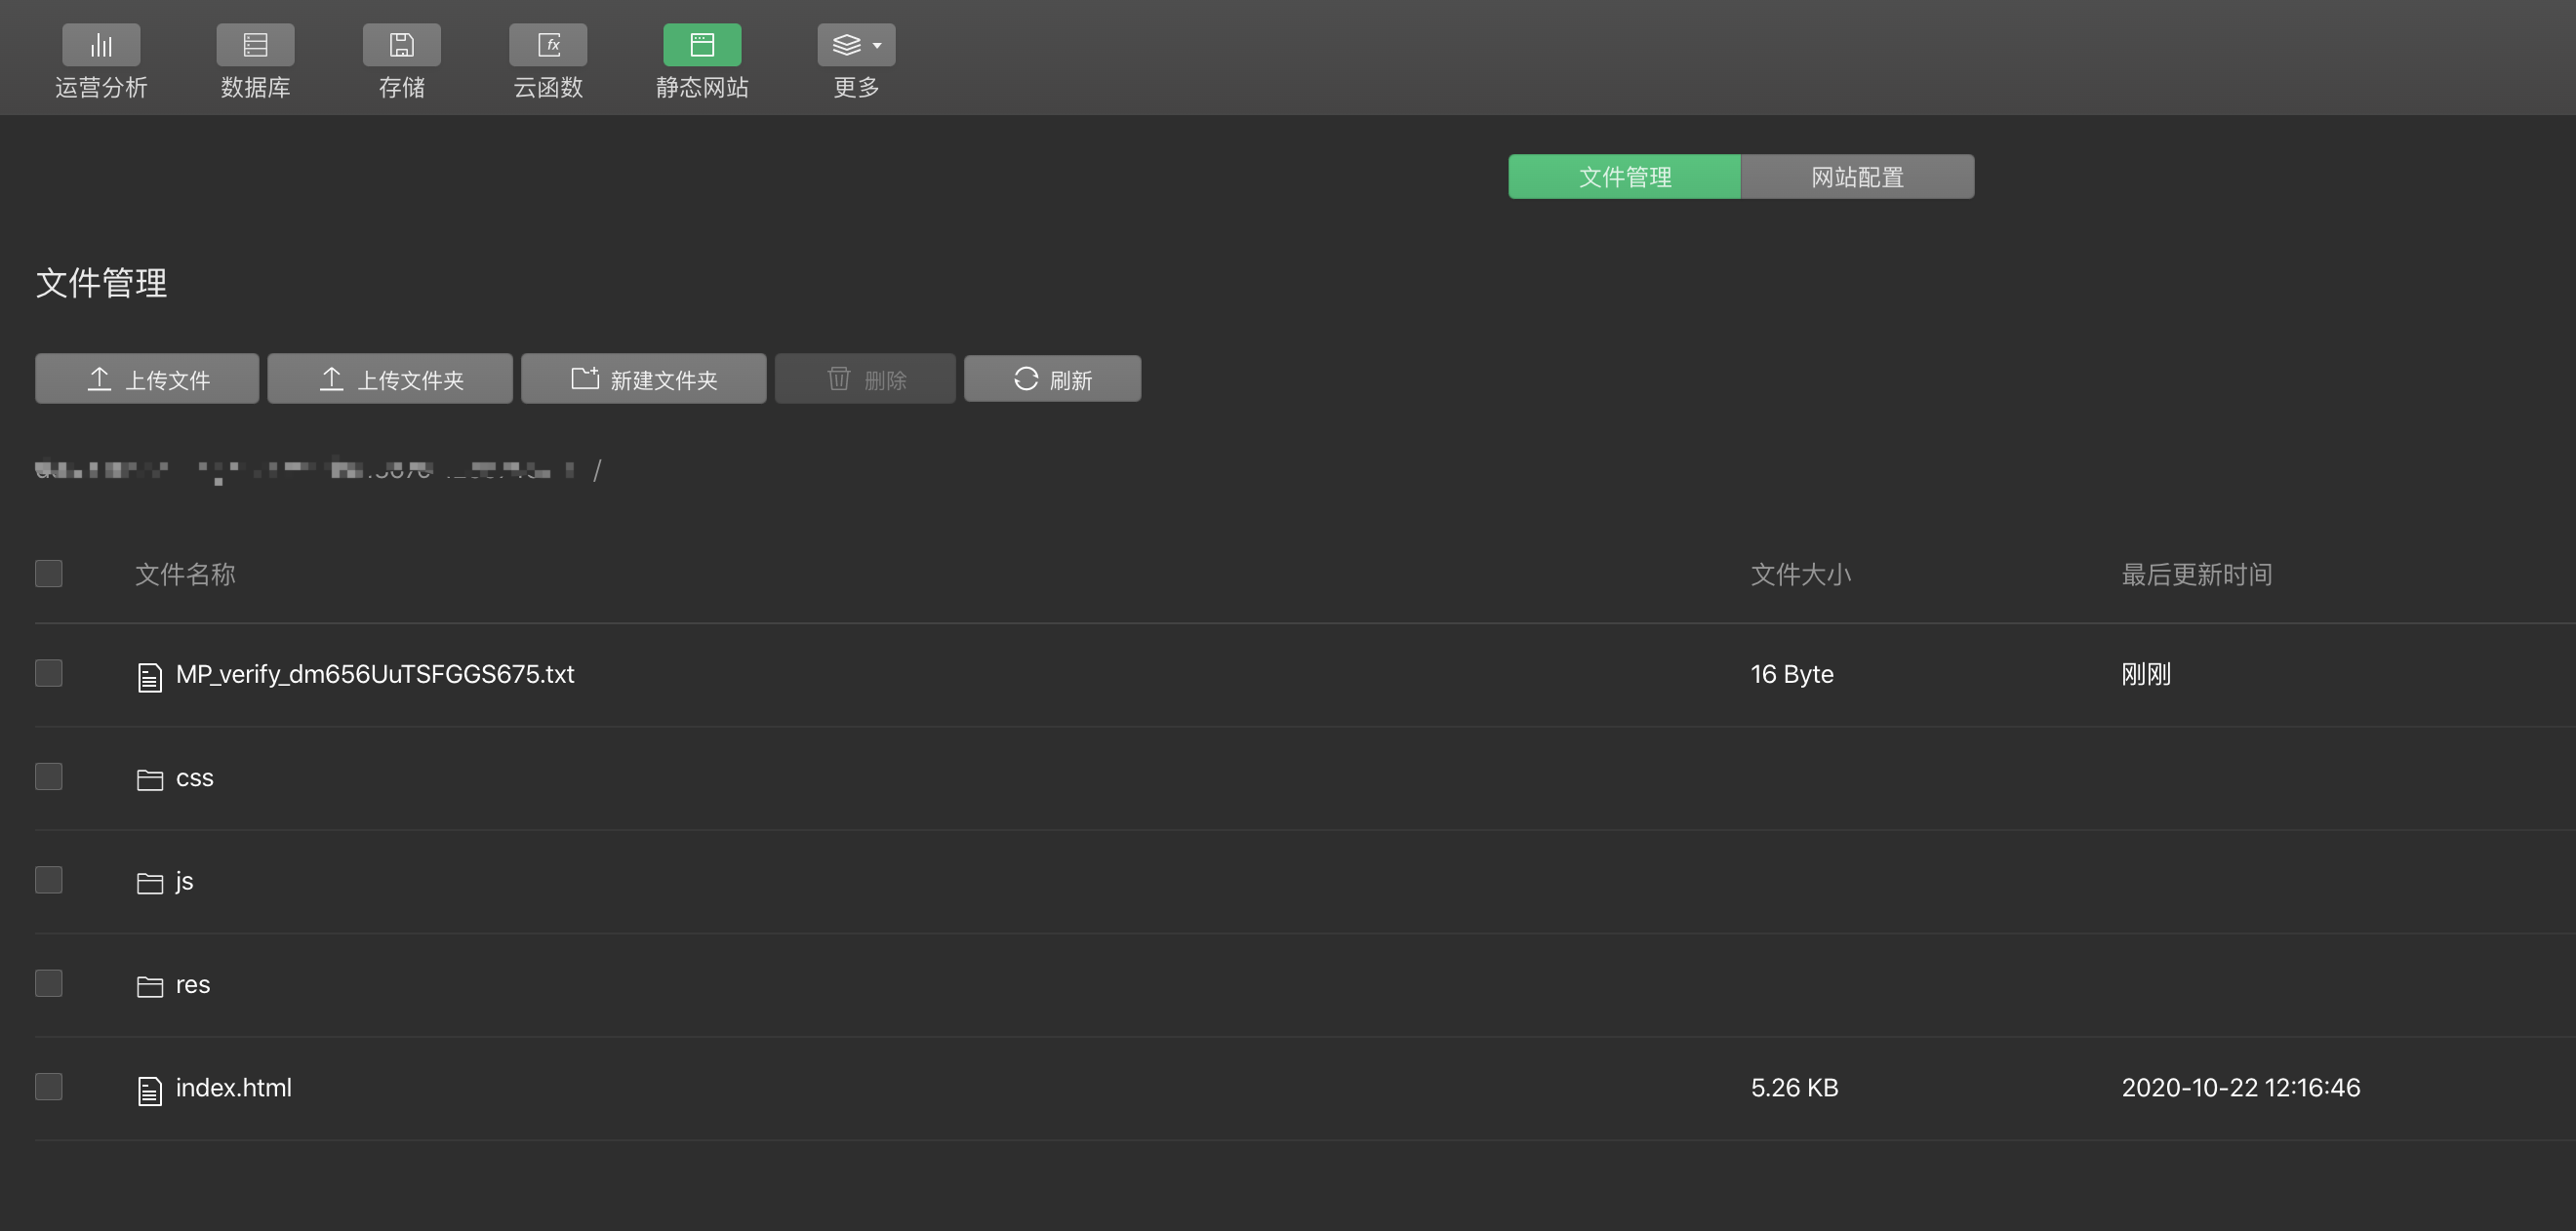 运营分析 数据库 存储 云函数 静态网站 更多
文件管理 网站配置
文件管理
上传文件 上传文件夹 新建文件夹 删除 刷新
/
文件名称 文件大小 最后更新时间
MP_verify_dm656UuTSFGGS675.txt 16 Byte 刚刚
css
js
res
index.html 5.26 KB 2020-10-22 12:16:46